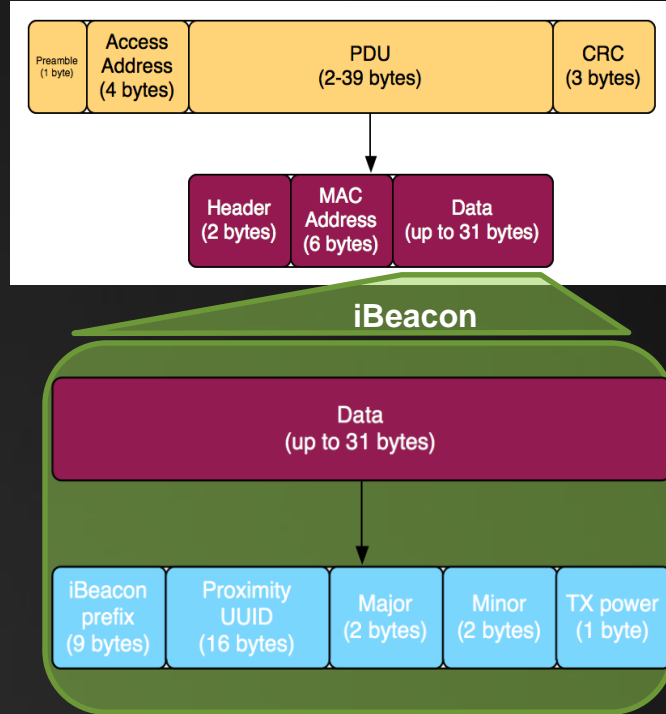 Preamble
(1 byte)
Access
Address
(4 bytes)
PDU
(2-39 bytes)
CRC
(3 bytes)
Header
(2 bytes)
MAC
Address
(6 bytes)
Data
(up to 31 bytes)
iBeacon
Data
(up to 31 bytes)
iBeacon
prefix
(9 bytes)
Proximity
UUID
(16 bytes)
Major
(2 bytes)
Minor
(2 bytes)
TX power
(1 byte)